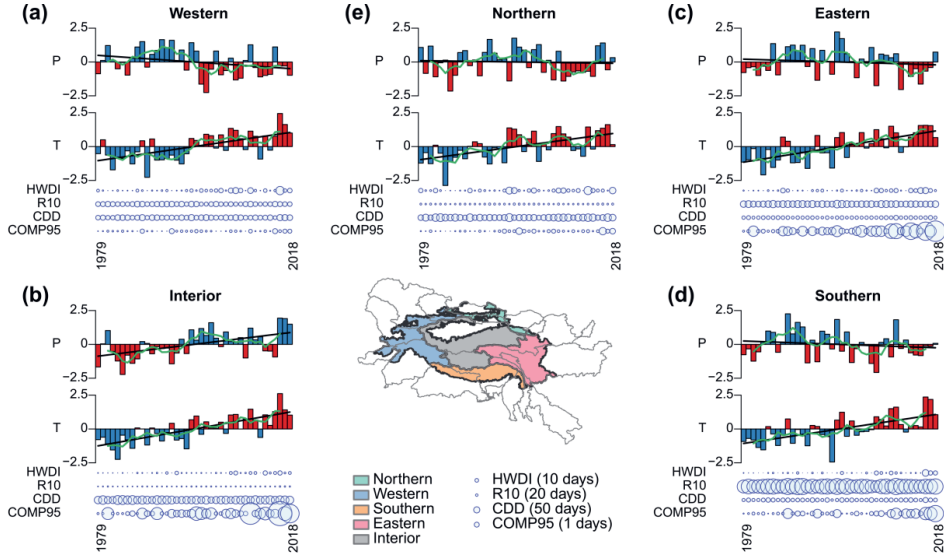 (a) Western
2.5
P 0
−2.5
2.5
T 0
−2.5
HWDI
R10
CDD
COMP95
1979 2018
(e) Northern
2.5
P 0
−2.5
2.5
T 0
−2.5
HWDI
R10
CDD
COMP95
1979 2018
(c) Eastern
2.5
P 0
−2.5
2.5
T 0
−2.5
HWDI
R10
CDD
COMP95
1979 2018
(b) Interior
2.5
P 0
−2.5
2.5
T 0
−2.5
HWDI
R10
CDD
COMP95
1979 2018
Northern
Western
Southern
Eastern
Interior
HWDI (10 days)
R10 (20 days)
CDD (50 days)
COMP95 (1 days)
(d) Southern
2.5
P 0
−2.5
2.5
T 0
−2.5
HWDI
R10
CDD
COMP95
1979 2018